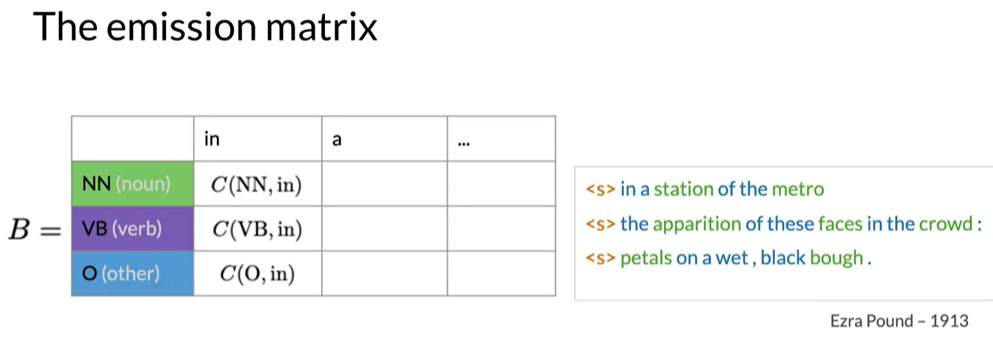 The emission matrix
in a ...
NN (noun) C(NN, in)
B = VB (verb) C(VB, in)
O (other) C(O, in)
<s> in a station of the metro
<s> the apparition of these faces in the crowd :
<s> petals on a wet , black bough .
Ezra Pound – 1913